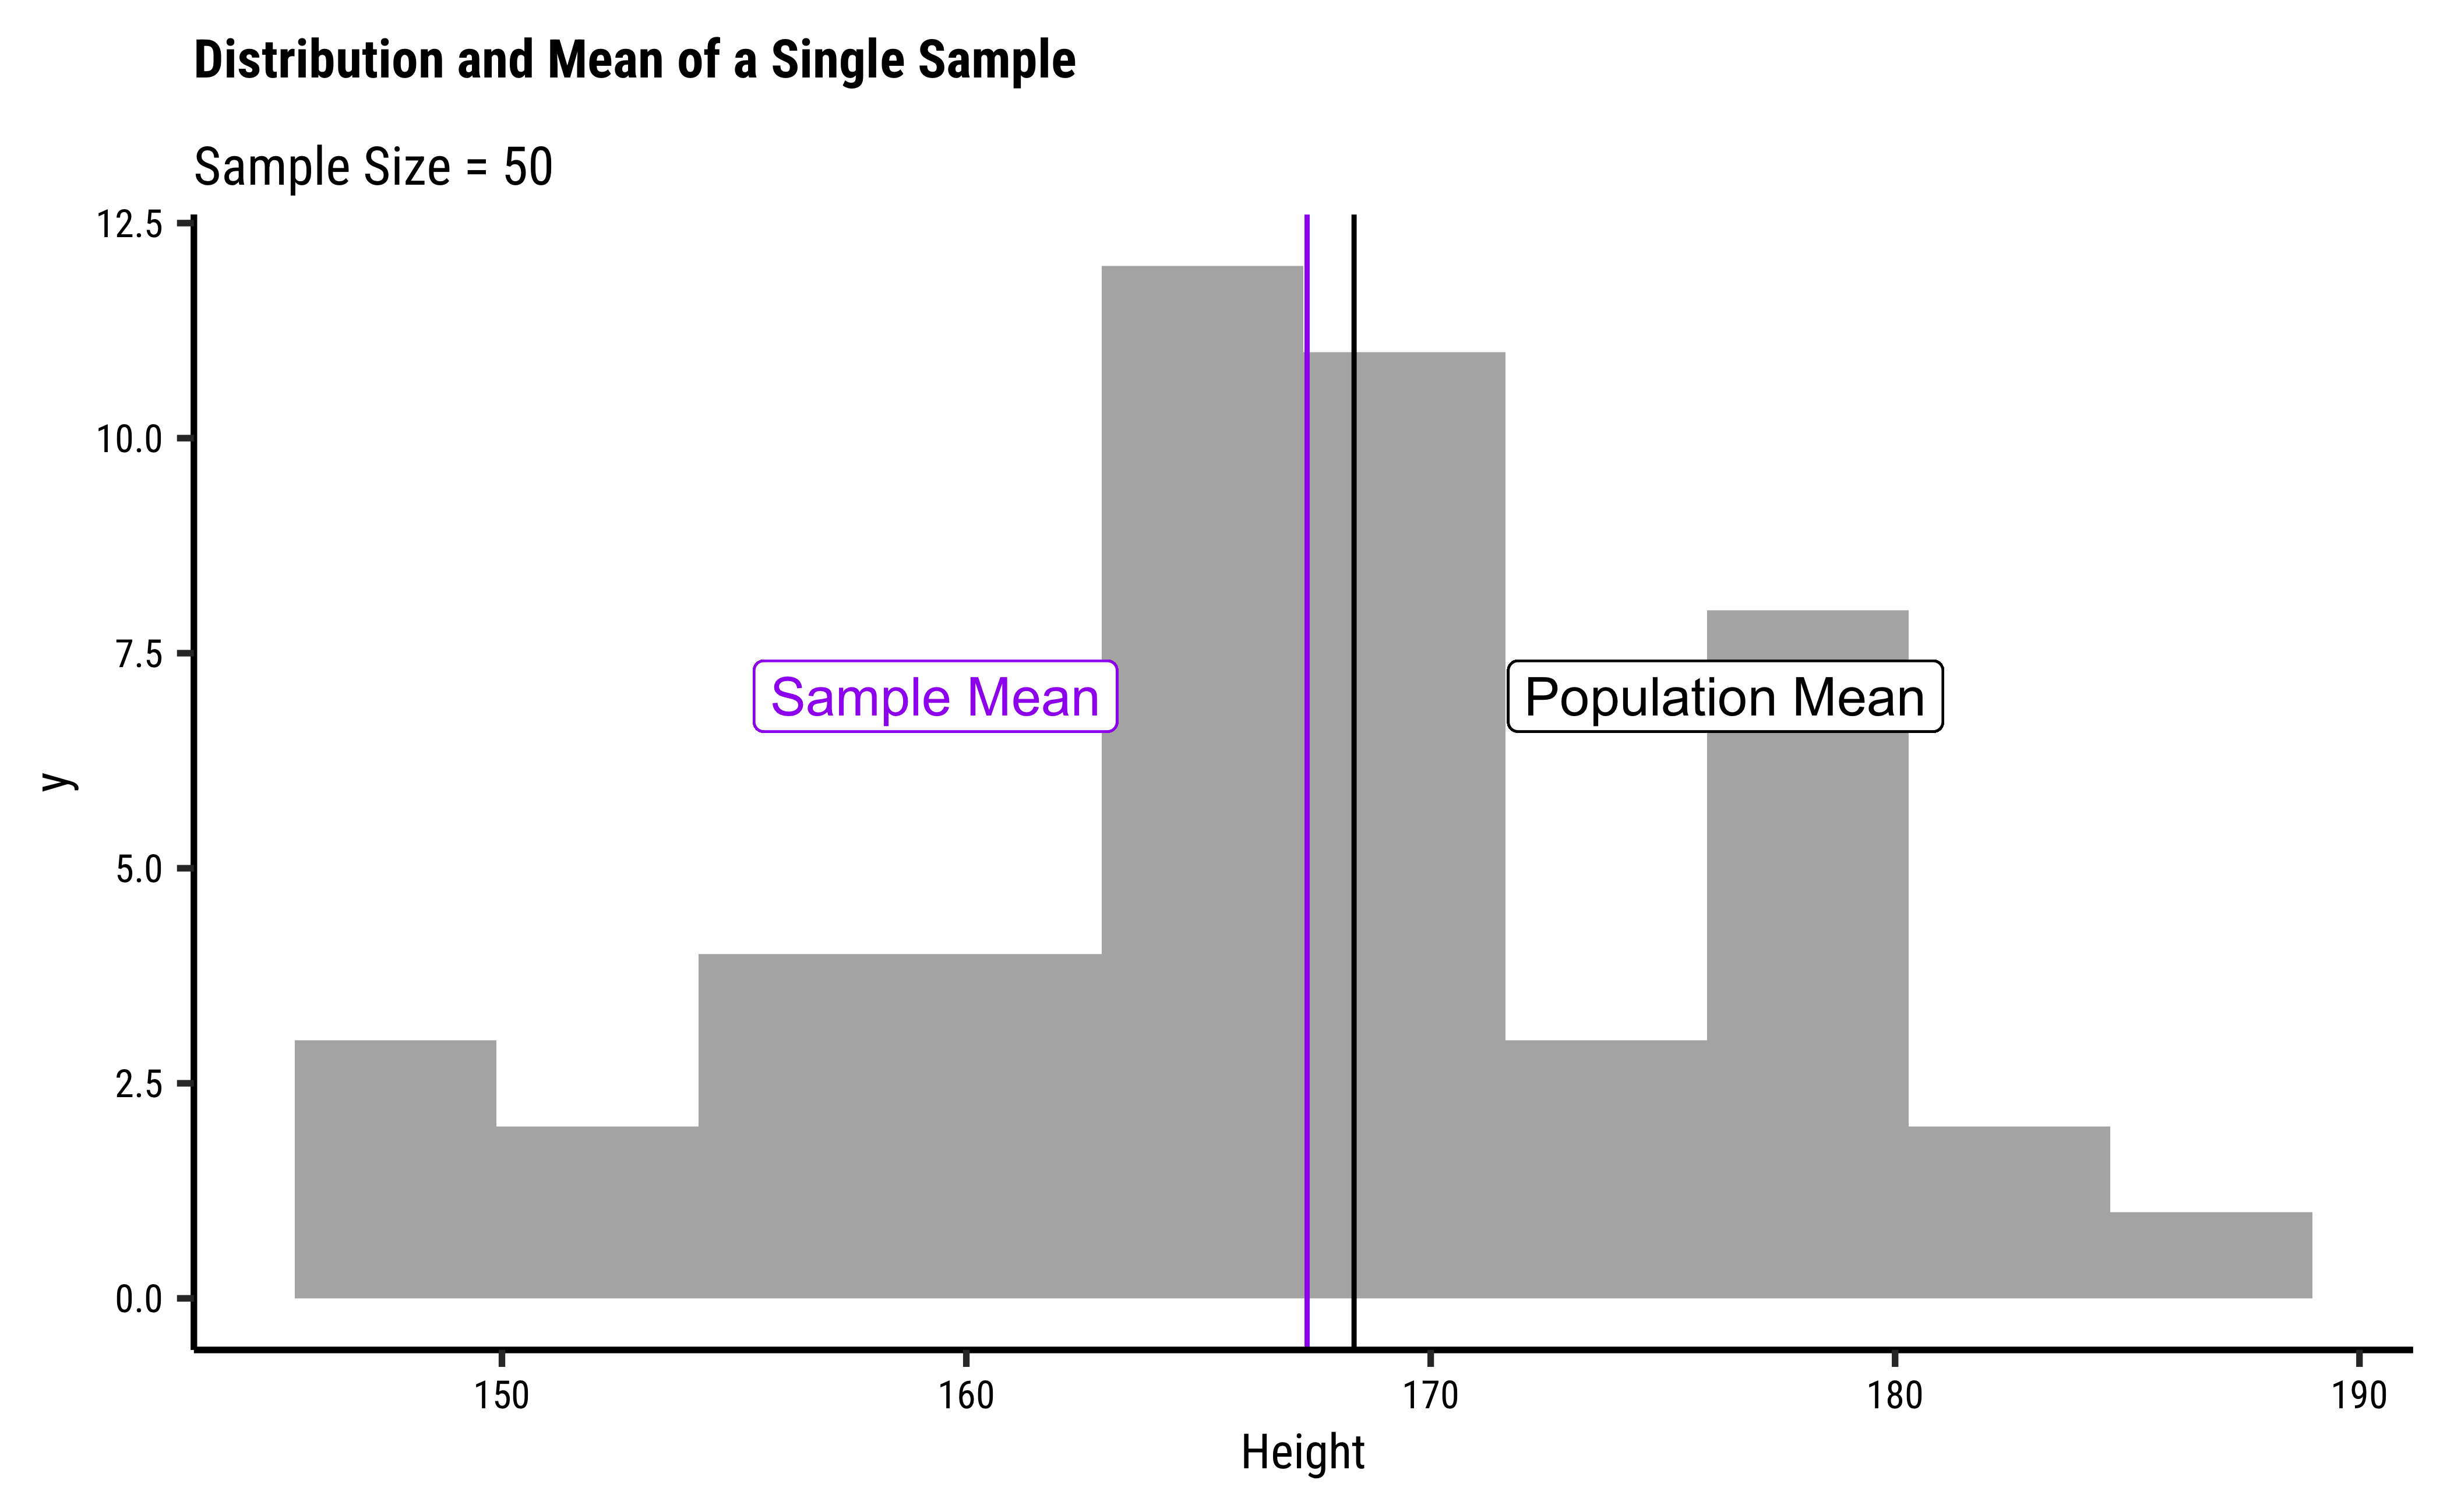 Distribution and Mean of a Single Sample
Sample Size = 50
12.5
10.0
7.5
5.0
2.5
0.0
y
Sample Mean
Population Mean
150 160 170 180 190
Height